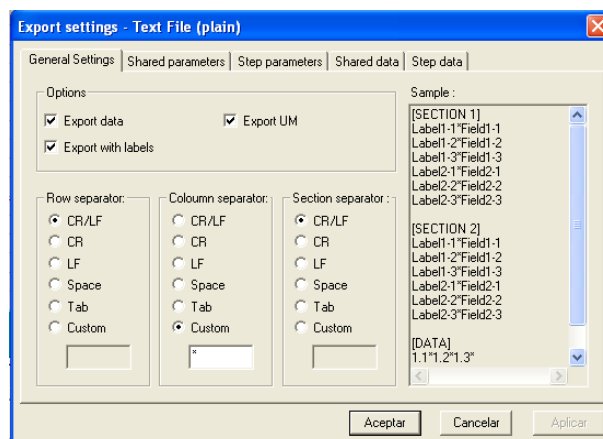 Export settings - Text File (plain)
General Settings
Shared parameters
Step parameters
Shared data
Step data
Options
Export data
Export UM
Export with labels
Row separator:
CR/LF
CR
LF
Space
Tab
Custom
Coloumn separator:
CR/LF
CR
LF
Space
Tab
Custom
*
Section separator :
CR/LF
CR
LF
Space
Tab
Custom
Sample :
[SECTION 1]
Label1-1*Field1-1
Label1-2*Field1-2
Label1-3*Field1-3
Label2-1*Field2-1
Label2-2*Field2-2
Label2-3*Field2-3
[SECTION 2]
Label1-1*Field1-1
Label1-2*Field1-2
Label1-3*Field1-3
Label2-1*Field2-1
Label2-2*Field2-2
Label2-3*Field2-3
[DATA]
1.1*1.2*1.3*
Aceptar
Cancelar
Aplicar